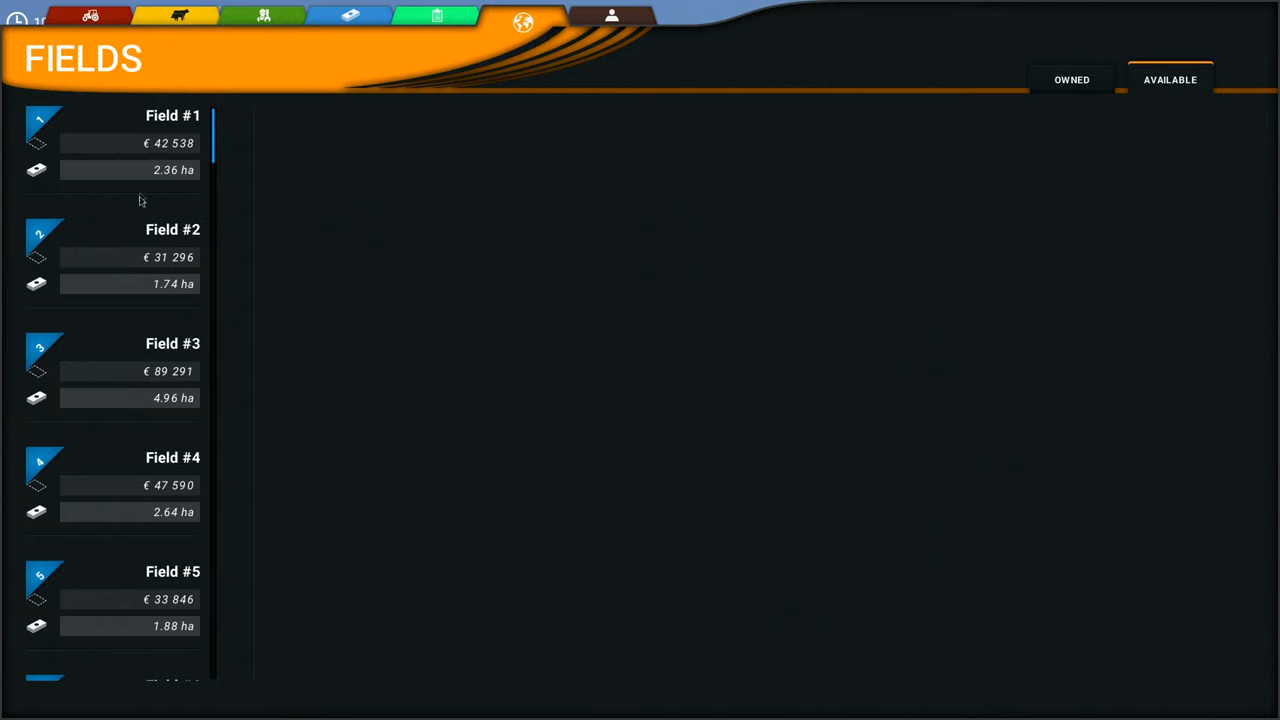 FIELDS
OWNED
AVAILABLE
1
Field #1
€ 42 538
2.36 ha
2
Field #2
€ 31 296
1.74 ha
3
Field #3
€ 89 291
4.96 ha
4
Field #4
€ 47 590
2.64 ha
5
Field #5
€ 33 846
1.88 ha